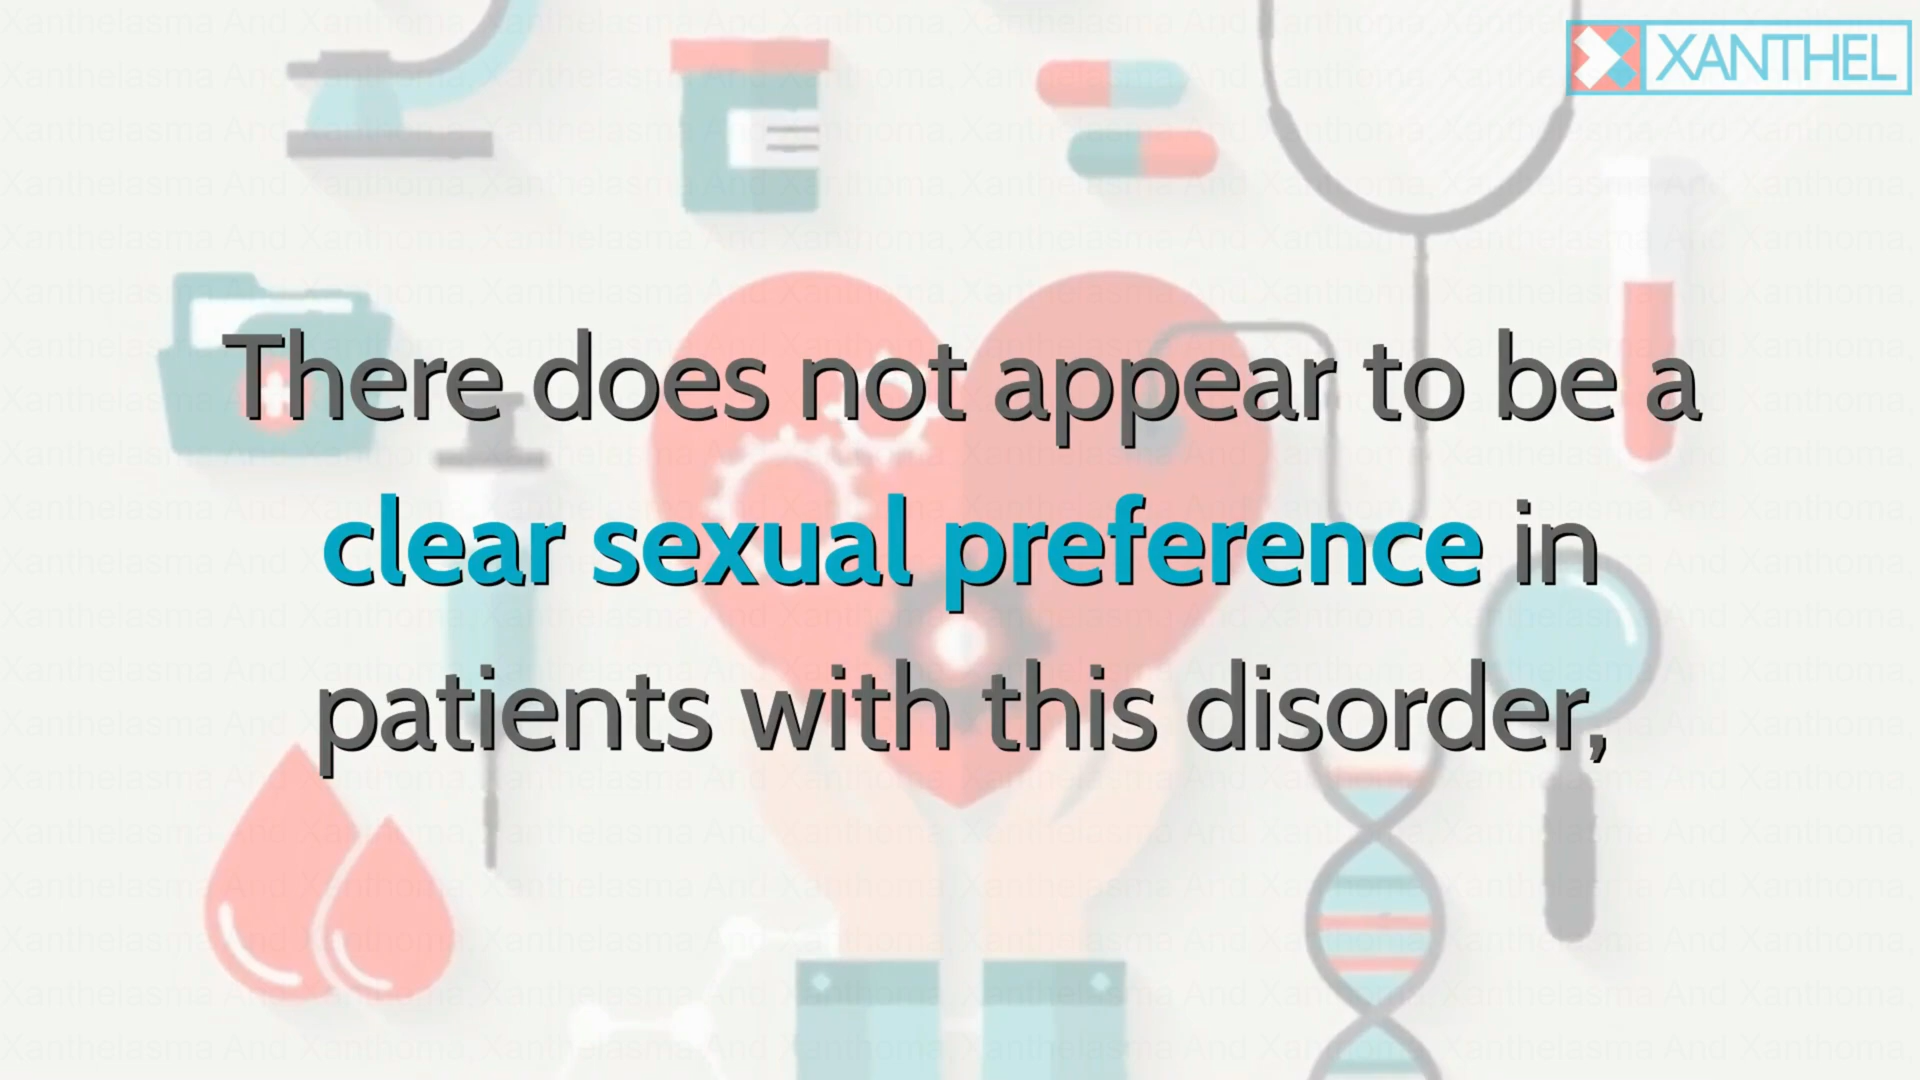 XANTHEL
There does not appear to be a
clear sexual preference in
patients with this disorder,